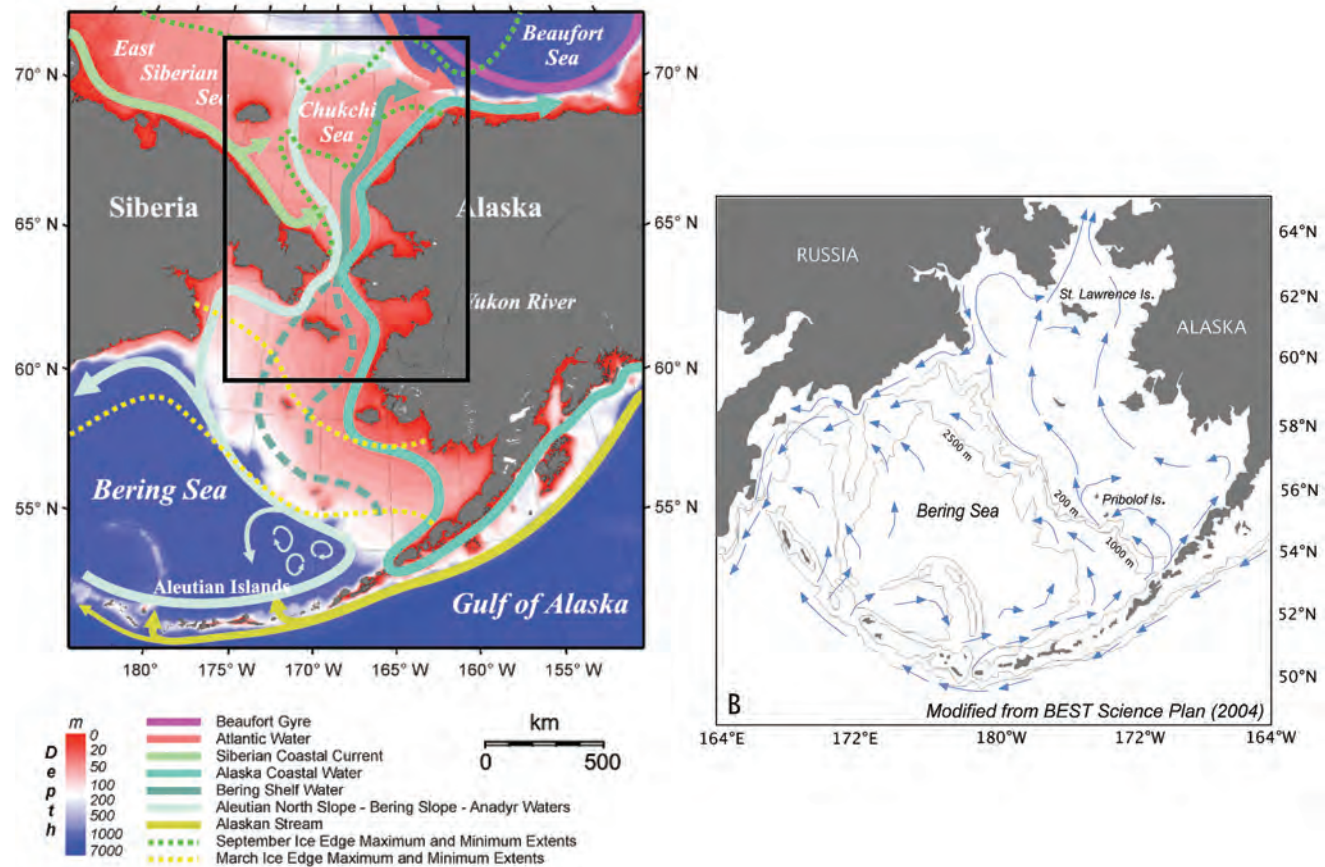 East
Siberian
Sea
Beaufort
Sea
Chukchi
Sea
70° N
70° N
Siberia
Alaska
65° N
65° N
Yukon River
60° N
60° N
Bering Sea
55° N
55° N
Aleutian Islands
Gulf of Alaska
180°
175° W
170° W
165° W
160° W
155° W
m
Depth
0
20
50
100
200
500
1000
7000
Beaufort Gyre
Atlantic Water
Siberian Coastal Current
Alaska Coastal Water
Bering Shelf Water
Aleutian North Slope - Bering Slope - Anadyr Waters
Alaskan Stream
September Ice Edge Maximum and Minimum Extents
March Ice Edge Maximum and Minimum Extents
km
0 500
RUSSIA
ALASKA
St. Lawrence Is.
Pribolof Is.
Bering Sea
2500 m
200 m
1000 m
64°N
62°N
60°N
58°N
56°N
54°N
52°N
50°N
B
Modified from BEST Science Plan (2004)
164°E
172°E
180°W
172°W
164°W